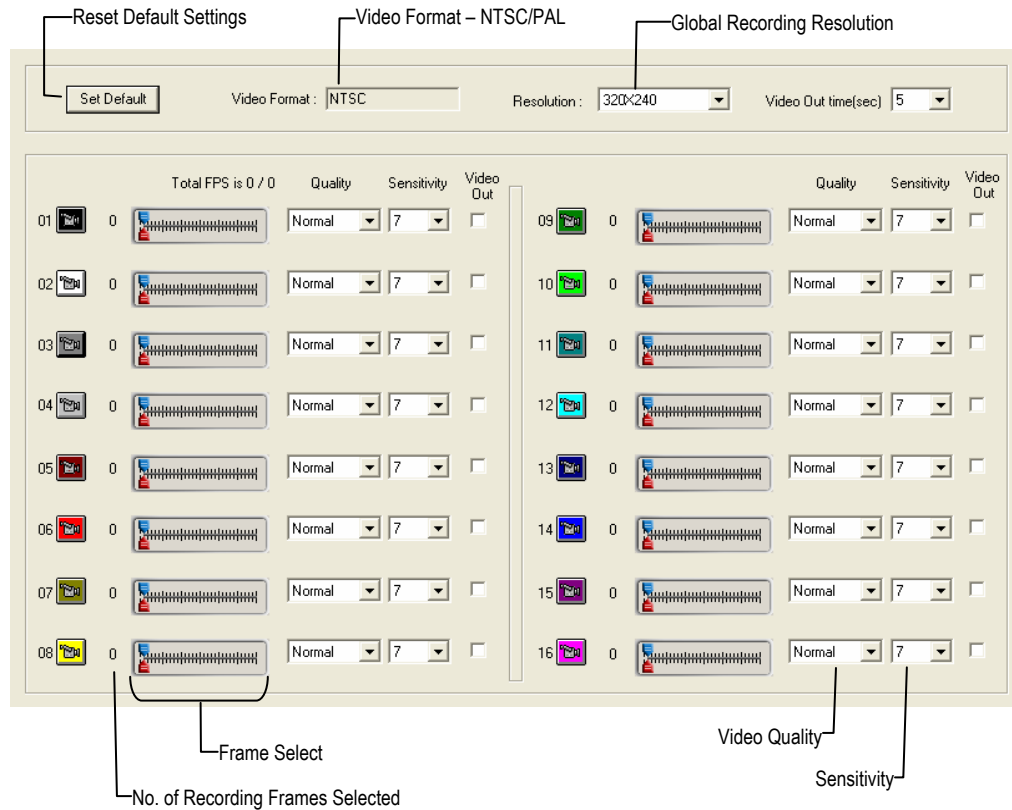 Reset Default Settings
Video Format – NTSC/PAL
Global Recording Resolution
Set Default Video Format : NTSC Resolution : 320X240 Video Out time(sec) 5
Total FPS is 0 / 0 Quality Sensitivity Video Out Quality Sensitivity Video Out
01 0 Normal 7 09 0 Normal 7
02 0 Normal 7 10 0 Normal 7
03 0 Normal 7 11 0 Normal 7
04 0 Normal 7 12 0 Normal 7
05 0 Normal 7 13 0 Normal 7
06 0 Normal 7 14 0 Normal 7
07 0 Normal 7 15 0 Normal 7
08 0 Normal 7 16 0 Normal 7
Frame Select
Video Quality
Sensitivity
No. of Recording Frames Selected